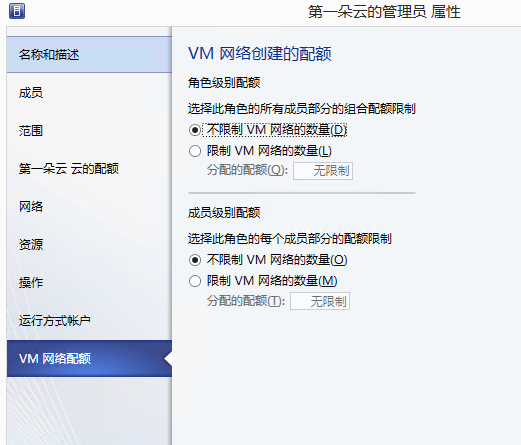 第一朵云的管理员 属性
名称和描述
成员
范围
第一朵云 云的配额
网络
资源
操作
运行方式帐户
VM 网络配额
VM 网络创建的配额
角色级别配额
选择此角色的所有成员部分的组合配额限制
不限制 VM 网络的数量(D)
限制 VM 网络的数量(L)
分配的配额(Q): 无限制
成员级别配额
选择此角色的每个成员部分的配额限制
不限制 VM 网络的数量(O)
限制 VM 网络的数量(M)
分配的配额(T): 无限制